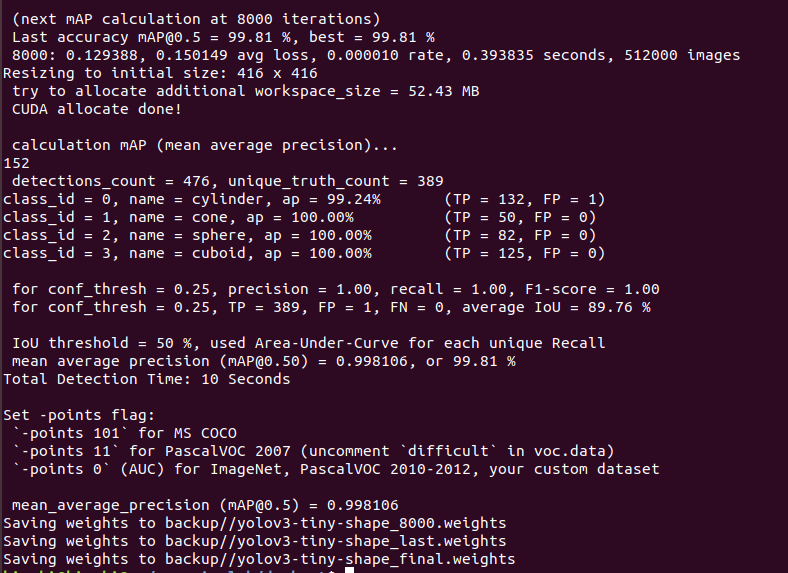 (next mAP calculation at 8000 iterations)
Last accuracy mAP@0.5 = 99.81 %, best = 99.81 %
8000: 0.129388, 0.150149 avg loss, 0.000010 rate, 0.393835 seconds, 512000 images
Resizing to initial size: 416 x 416
try to allocate additional workspace_size = 52.43 MB
CUDA allocate done!
calculation mAP (mean average precision)...
152
detections_count = 476, unique_truth_count = 389
class_id = 0, name = cylinder, ap = 99.24% (TP = 132, FP = 1)
class_id = 1, name = cone, ap = 100.00% (TP = 50, FP = 0)
class_id = 2, name = sphere, ap = 100.00% (TP = 82, FP = 0)
class_id = 3, name = cuboid, ap = 100.00% (TP = 125, FP = 0)
for conf_thresh = 0.25, precision = 1.00, recall = 1.00, F1-score = 1.00
for conf_thresh = 0.25, TP = 389, FP = 1, FN = 0, average IoU = 89.76 %
IoU threshold = 50 %, used Area-Under-Curve for each unique Recall
mean average precision (mAP@0.50) = 0.998106, or 99.81 %
Total Detection Time: 10 Seconds
Set -points flag:
`-points 101` for MS COCO
`-points 11` for PascalVOC 2007 (uncomment `difficult` in voc.data)
`-points 0` (AUC) for ImageNet, PascalVOC 2010-2012, your custom dataset
mean_average_precision (mAP@0.5) = 0.998106
Saving weights to backup//yolov3-tiny-shape_8000.weights
Saving weights to backup//yolov3-tiny-shape_last.weights
Saving weights to backup//yolov3-tiny-shape_final.weights